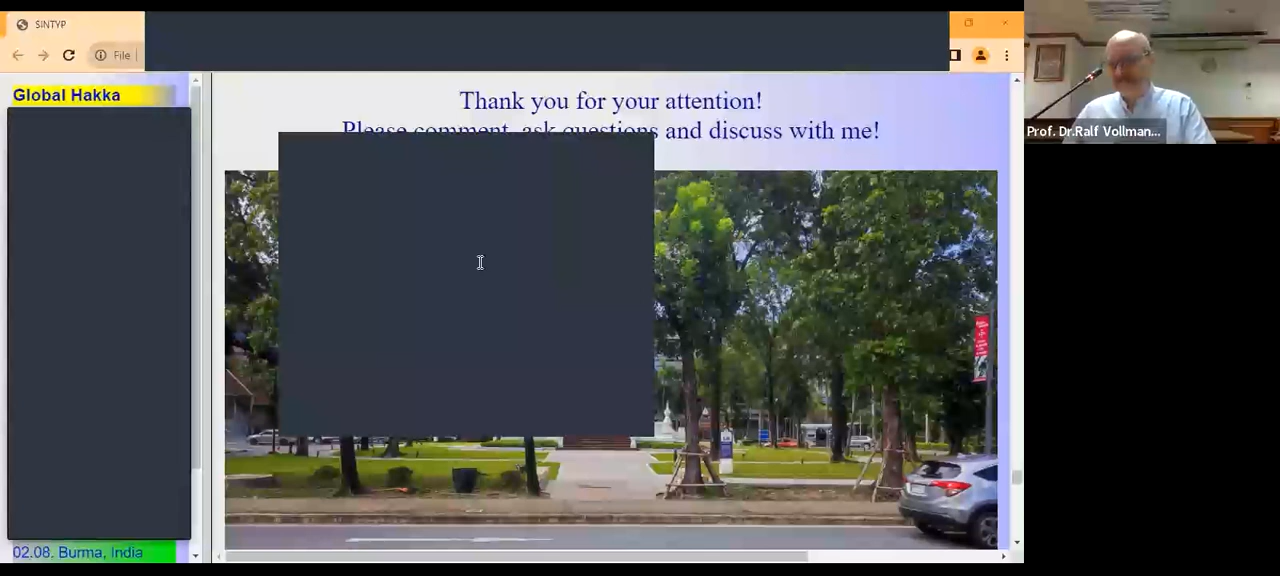 SINTYP
File
Global Hakka
Thank you for your attention!
Please comment, ask questions and discuss with me!
02.08. Burma, India
Prof. Dr.Ralf Vollman...